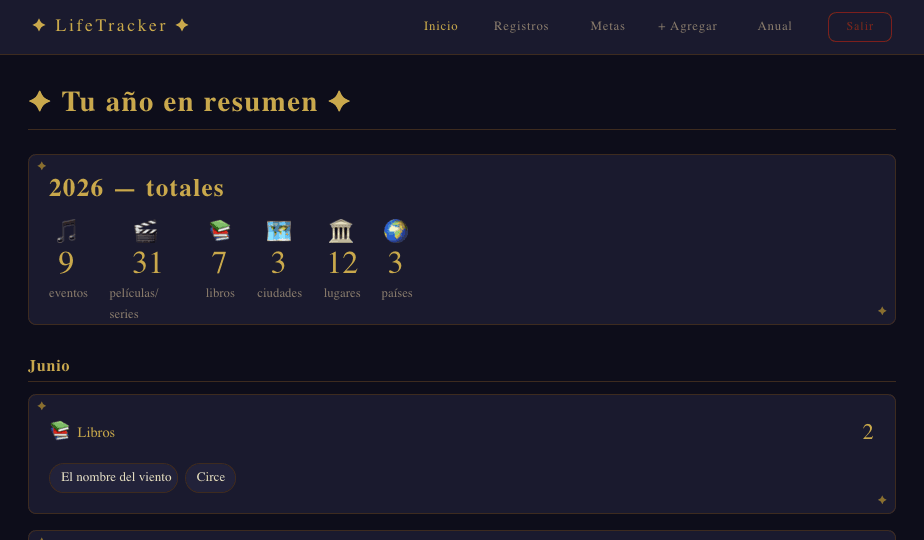 ✦ LifeTracker ✦
Inicio
Registros
Metas
+ Agregar
Anual
Salir
✦ Tu año en resumen ✦
2026 — totales
9
eventos
31
películas/
series
7
libros
3
ciudades
12
lugares
3
países
Junio
Libros
2
El nombre del viento
Circe